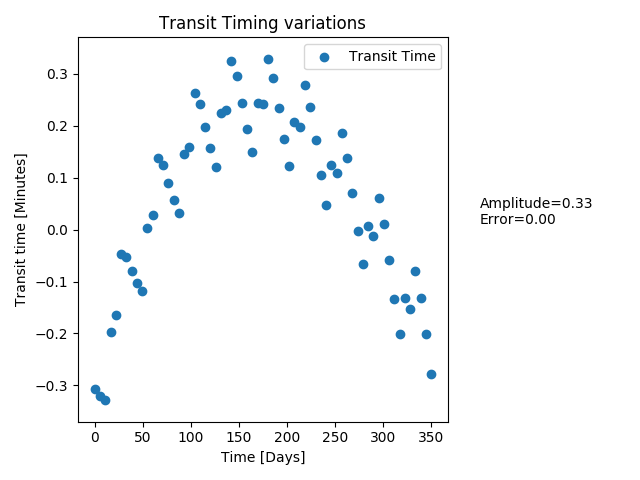 Transit Timing variations
Transit Time
0.3
0.2
0.1
0.0
−0.1
−0.2
−0.3
Transit time [Minutes]
Amplitude=0.33
Error=0.00
0
50
100
150
200
250
300
350
Time [Days]